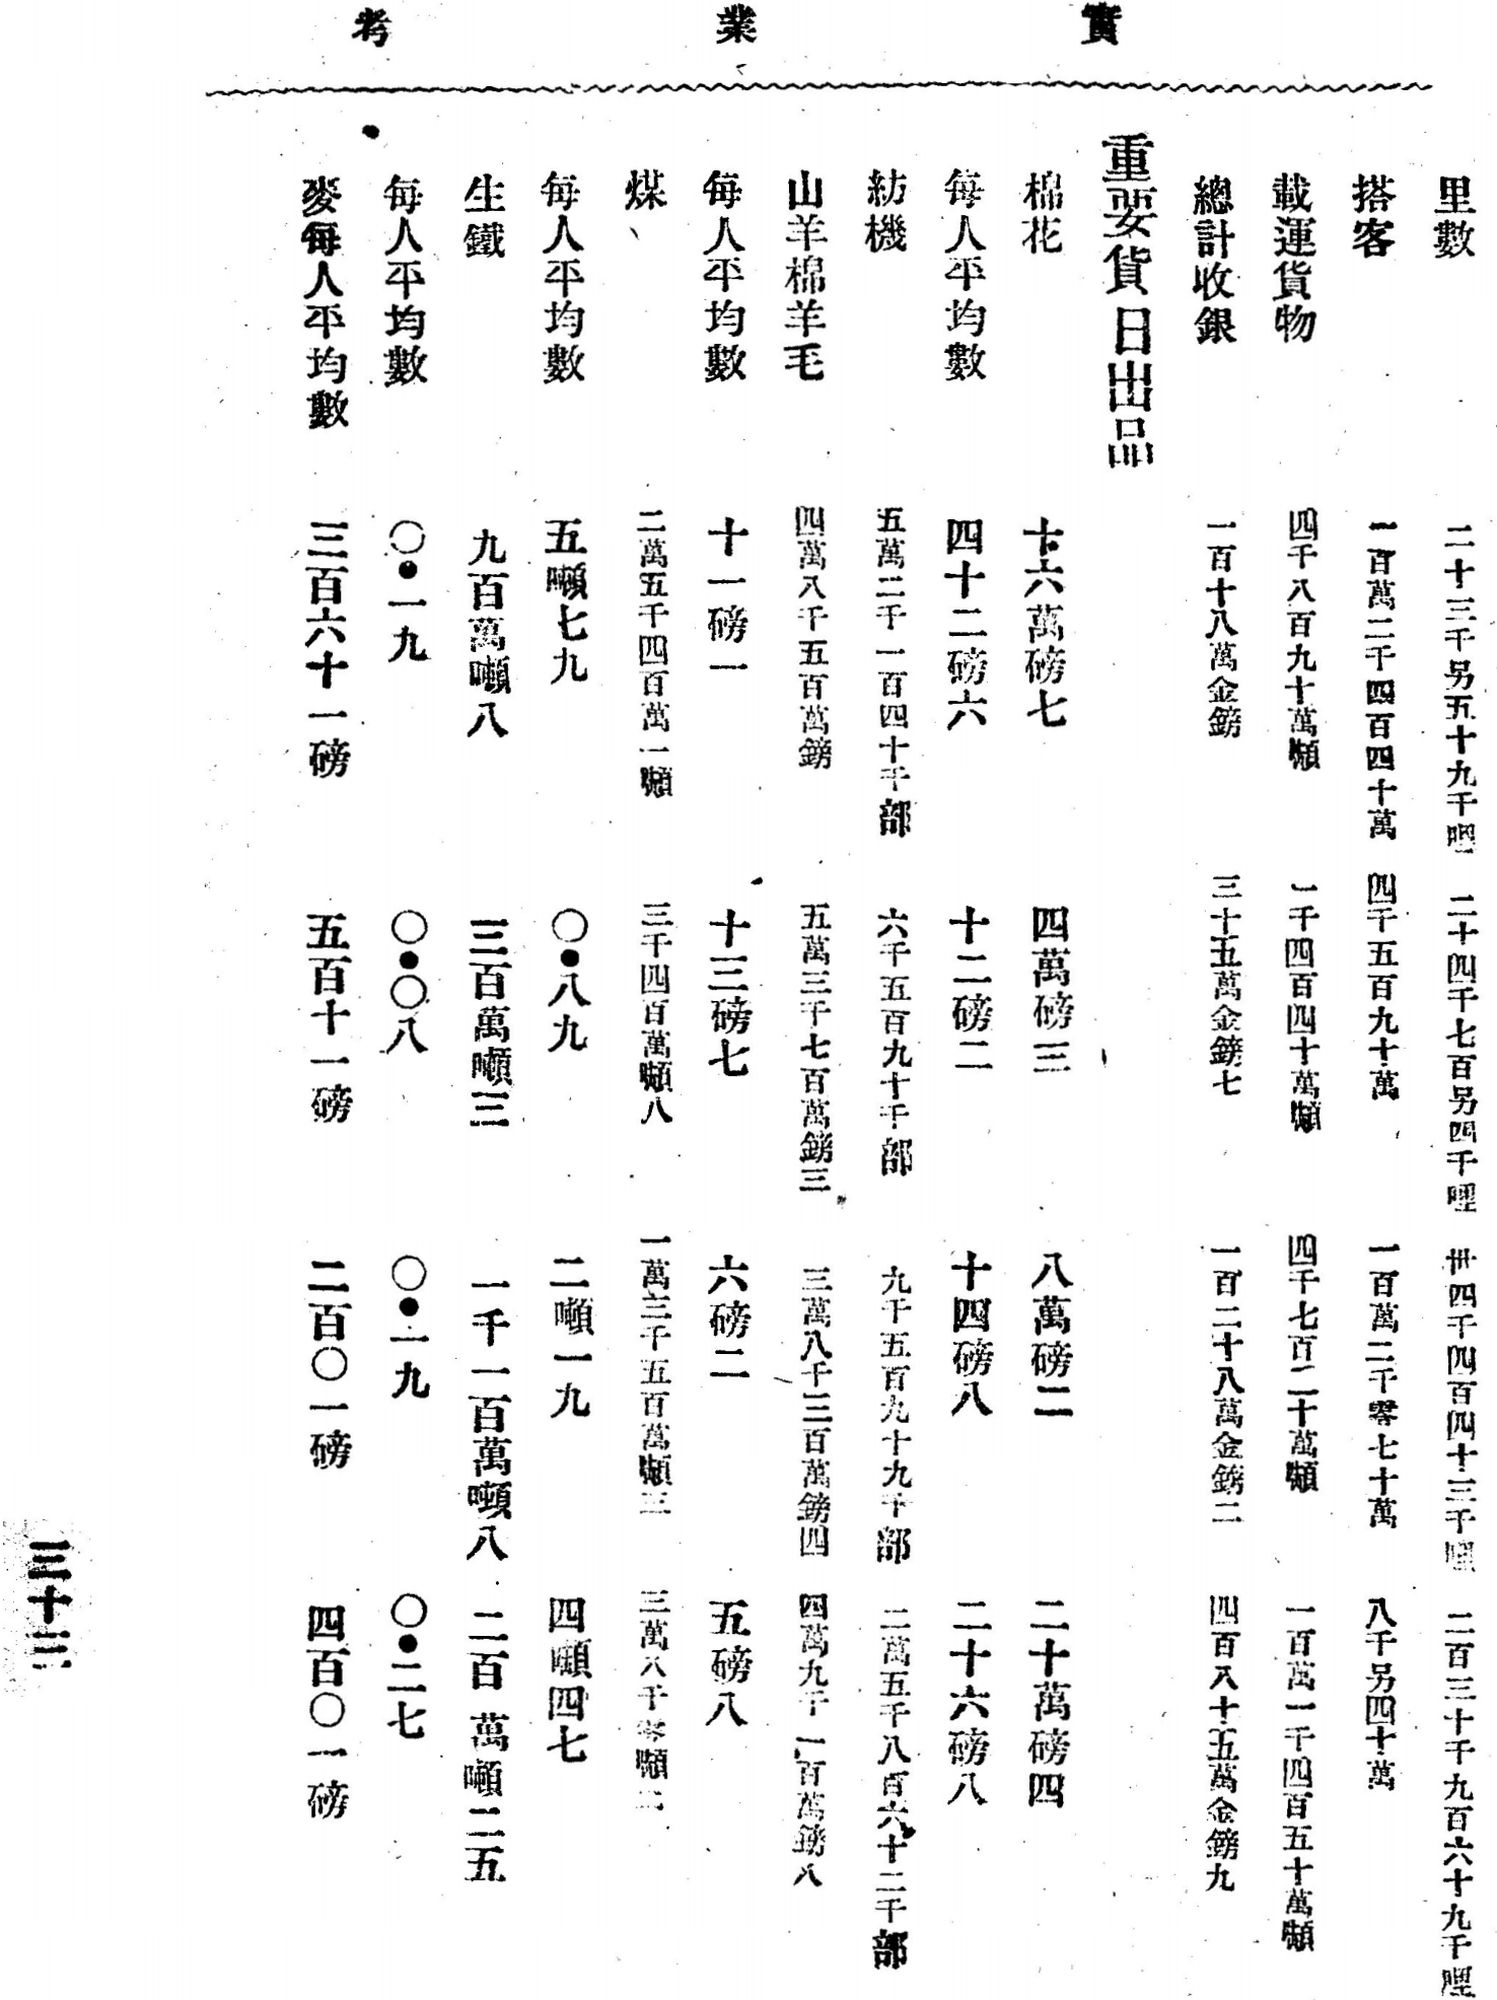 實業考
里數　二十三千另五十九千哩　二十四千七百另四千哩　卅四千四百四十三千哩　二百三十千九百六十九千哩
搭客　一百萬二千四百四十萬　四千五百九十萬　一百萬二千零七十萬　八千另四十萬
載運貨物　四千八百九十萬噸　一千四百四十萬噸　四千七百二十萬噸　一百萬一千四百五十萬噸
總計收銀　一百十八萬金鎊　三十五萬金鎊七　一百二十八萬金鎊二　四百八十五萬金鎊九
重要貨日出品
棉花　十六萬磅七　四萬磅三　八萬磅二　二十萬磅四
每人平均數　四十二磅六　十二磅二　十四磅八　二十六磅八
紡機　五萬二千一百四十千部　六千五百九十千部　九千五百九十九千部　二萬五千八百六十二千部
山羊棉羊毛　四萬八千五百萬鎊　五萬三千七百萬鎊三　三萬八千三百萬鎊四　四萬九千一百萬鎊八
每人平均數　十一磅一　十三磅七　六磅二　五磅八
煤　二萬五千四百萬一噸　三千四百萬噸八　一萬三千五百萬噸三　三萬八千零噸二
每人平均數　五噸七九　〇•八九　二噸一九　四噸四七
生鐵　九百萬噸八　三百萬噸三　一千一百萬噸八　二百萬噸二五
每人平均數　〇•一九　〇•〇八　〇•一九　〇•二七
麥每人平均數　三百六十一磅　五百十一磅　二百〇一磅　四百〇一磅
三十三